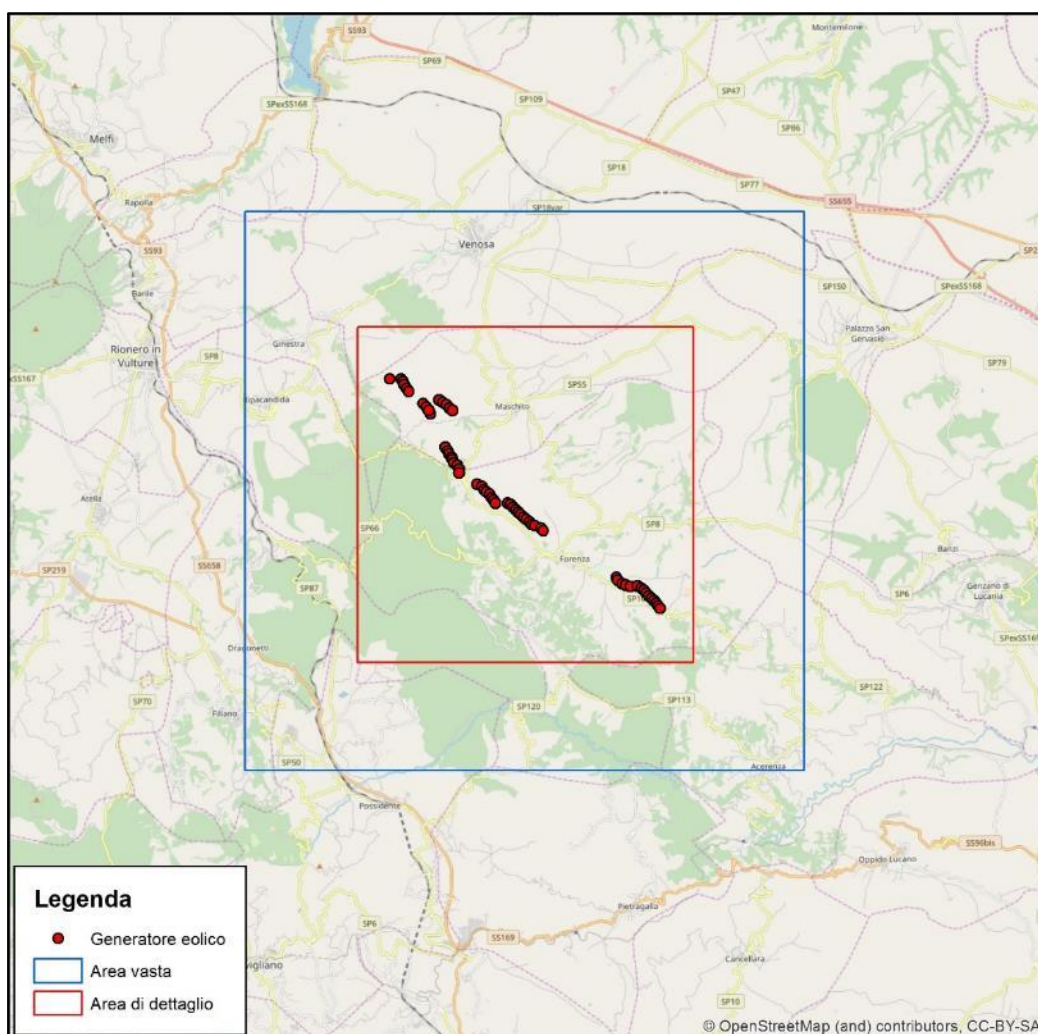 Montemilone
SS93
SP69
SPexSS168
SP109
SP47
SP86
Melfi
SP18
SP77
Rapolla
SS655
SP18var
SS93
Venosa
SP150
SPexSS168
Barile
Palazzo San
Gervasio
Ginestra
Rionero in
Vulture
SP8
SP79
SP55
Maschito
Atella
SP66
SP8
Banzi
Forenza
SP219
SS658
SP87
SP6
Genzano di
Lucania
Dragonetti
SP122
SP70
SP113
Filiano
SP120
SP50
Acerenza
Possidente
SS96bis
Oppido Lucano
Pietragalla
SP6
SS169
Cancellara
SP10
Legenda
Generatore eolico
Area vasta
Area di dettaglio
© OpenStreetMap (and) contributors, CC-BY-SA